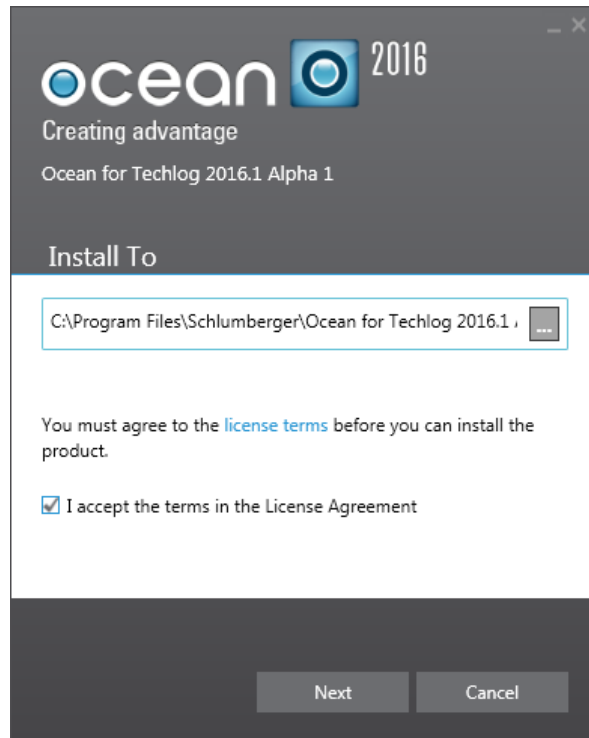 ocean 2016
Creating advantage
Ocean for Techlog 2016.1 Alpha 1
Install To
C:\Program Files\Schlumberger\Ocean for Techlog 2016.1 ...
You must agree to the license terms before you can install the
product.
I accept the terms in the License Agreement
Next Cancel